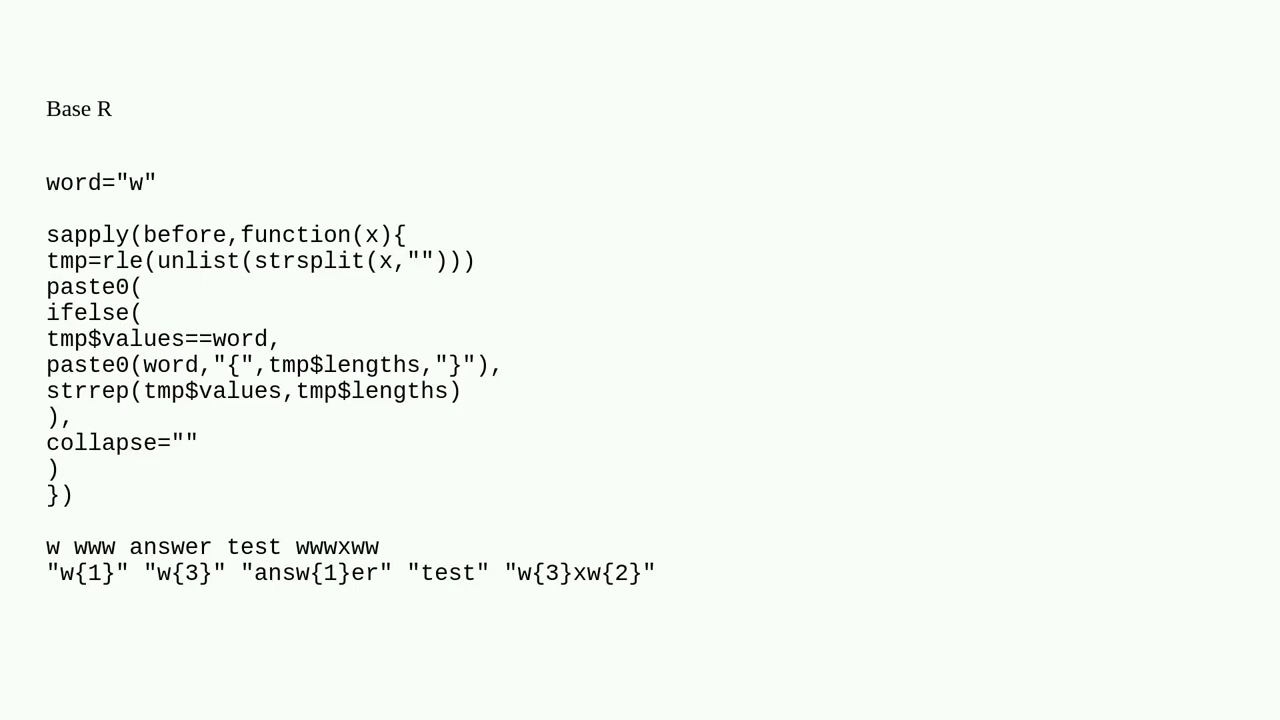 Base R
word="w"
sapply(before,function(x){
tmp=rle(unlist(strsplit(x,"")))
paste0(
ifelse(
tmp$values==word,
paste0(word,"{",tmp$lengths,"}"),
strrep(tmp$values,tmp$lengths)
),
collapse=""
)
})
w www answer test wwwxww
"w{1}" "w{3}" "answ{1}er" "test" "w{3}xw{2}"